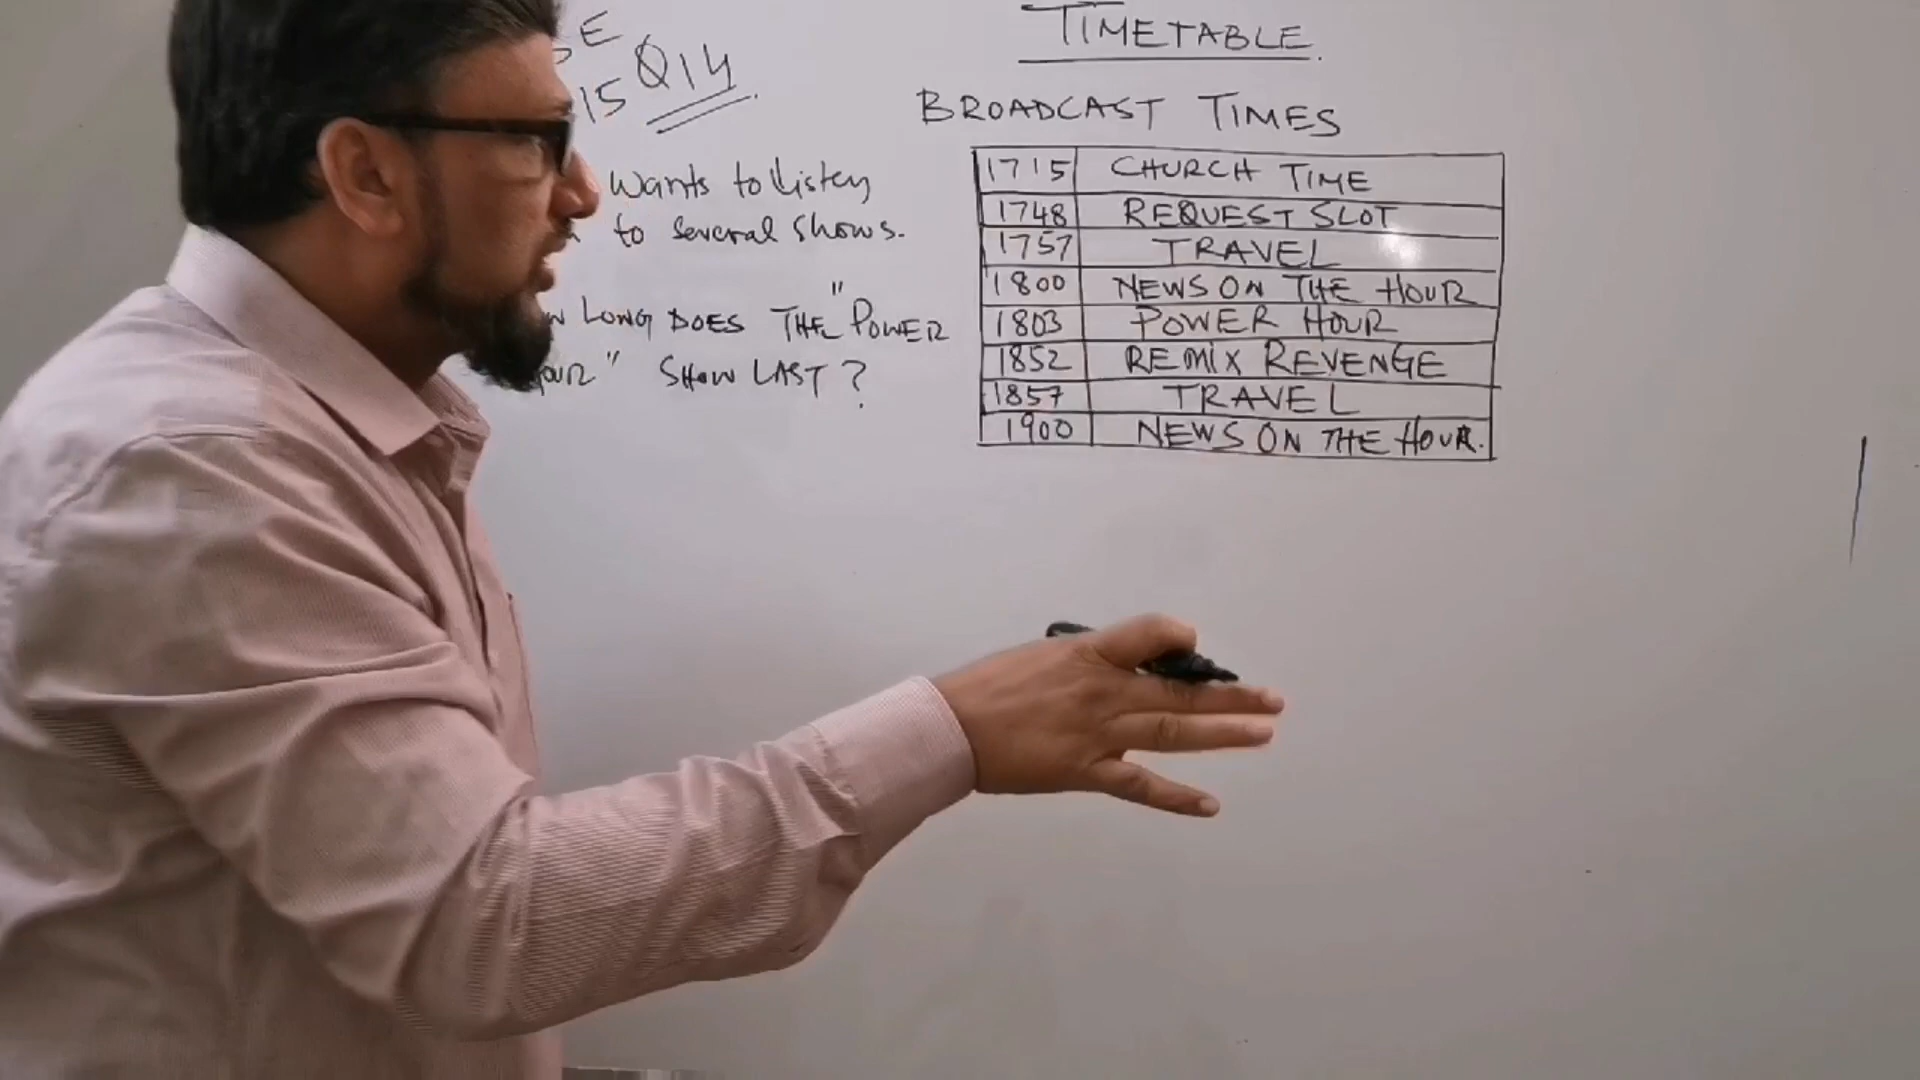 TIMETABLE.
E
15 Q14.
BROADCAST TIMES
wants to listen
to several shows.
LONG DOES THE "POWER
" SHOW LAST?
1715 CHURCH TIME
1748 REQUEST SLOT
1757 TRAVEL
1800 NEWS ON THE HOUR
1803 POWER HOUR
1852 REMIX REVENGE
1857 TRAVEL
1900 NEWS ON THE HOUR.